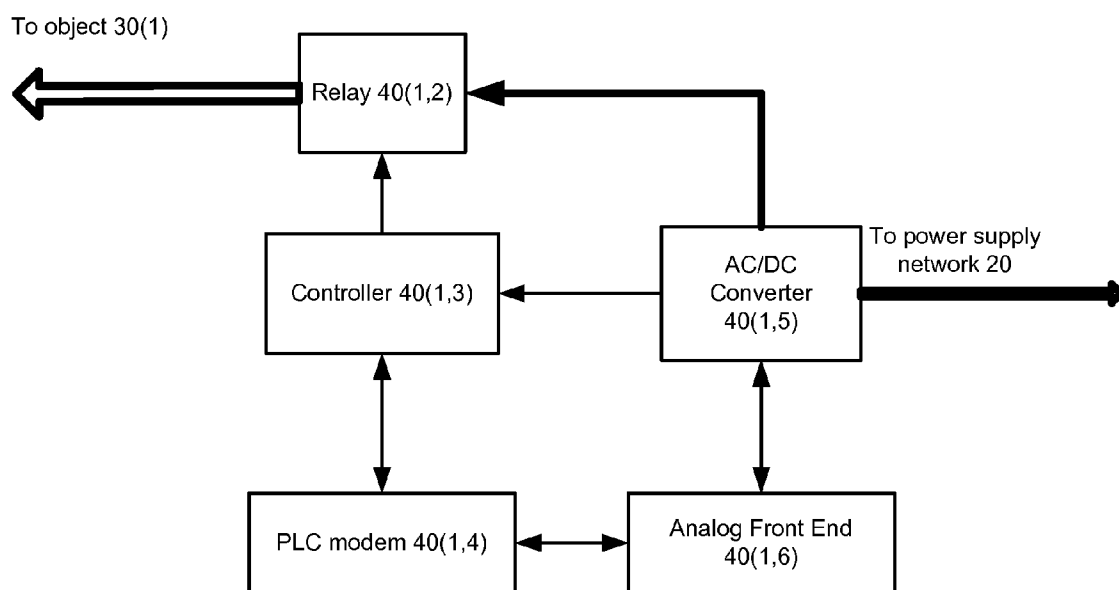 To object 30(1)
Relay 40(1,2)
Controller 40(1,3)
AC/DC
Converter
40(1,5)
To power supply
network 20
PLC modem 40(1,4)
Analog Front End
40(1,6)